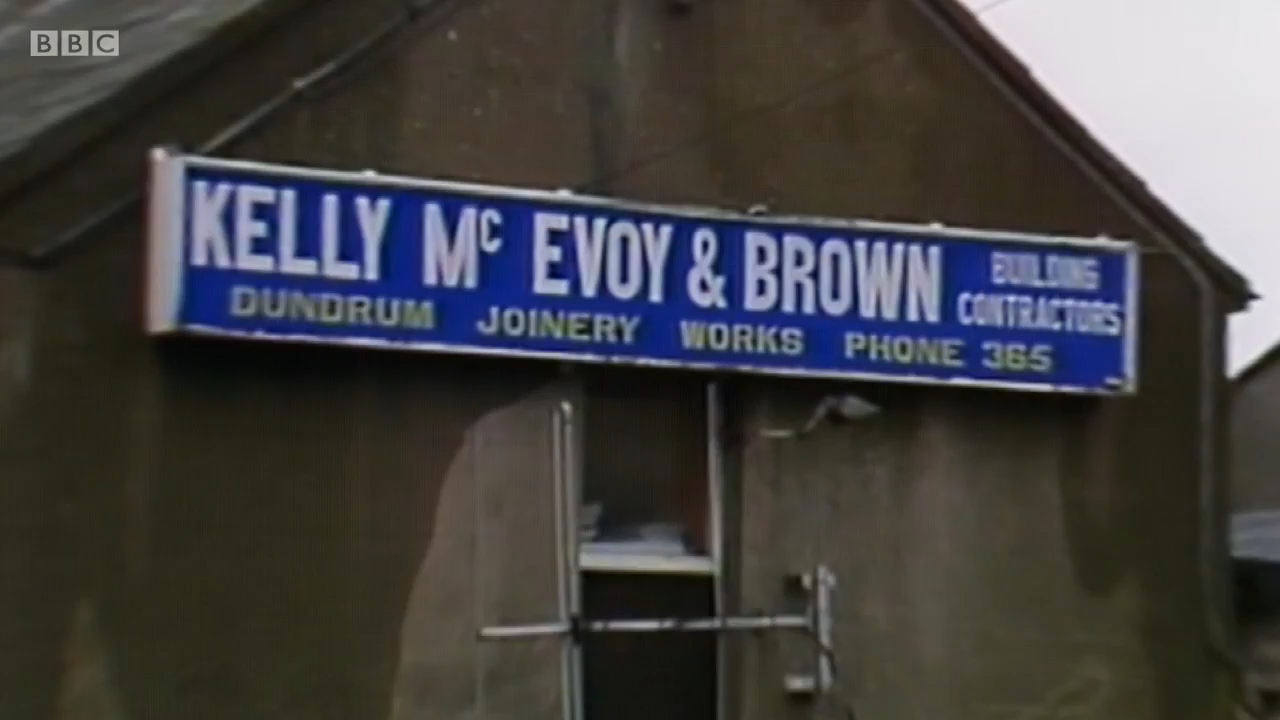 BBC
KELLY Mc EVOY & BROWN BUILDING CONTRACTORS
DUNDRUM JOINERY WORKS PHONE 365